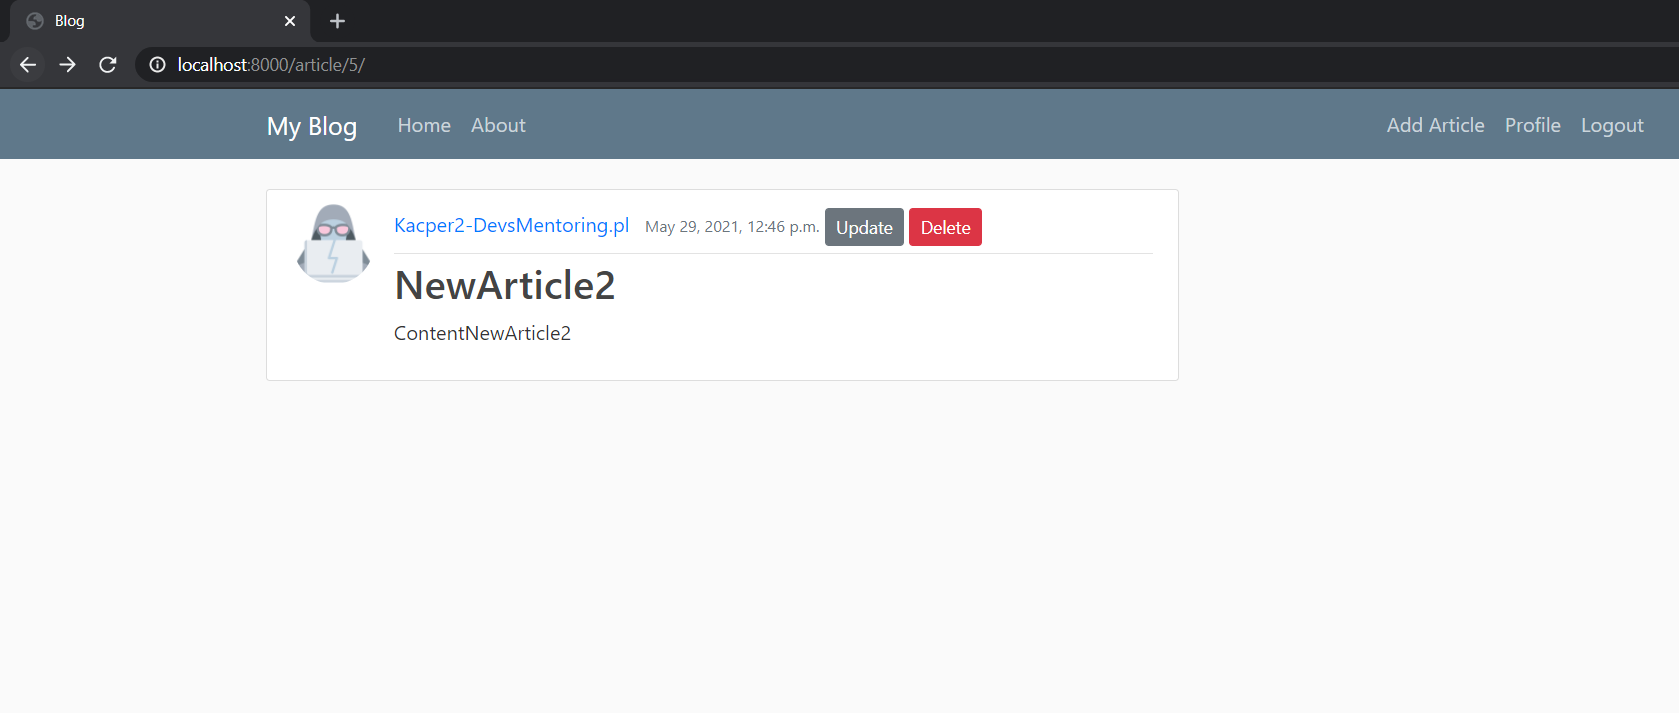 Blog
localhost:8000/article/5/
My Blog Home About Add Article Profile Logout
Kacper2-DevsMentoring.pl May 29, 2021, 12:46 p.m. Update Delete
NewArticle2
ContentNewArticle2